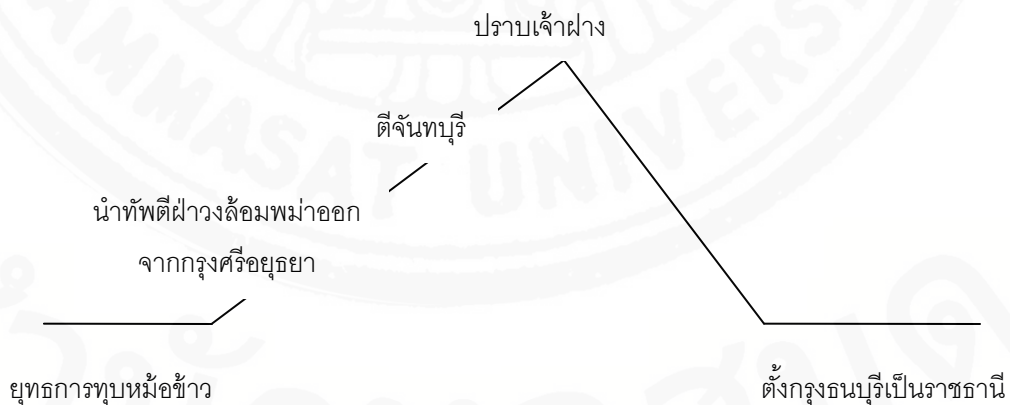 ปราบเจ้าฝาง
ตีจันทบุรี
นำทัพตีฝ่าวงล้อมพม่าออก
จากกรุงศรีอยุธยา
ยุทธการทุบหม้อข้าว
ตั้งกรุงธนบุรีเป็นราชธานี